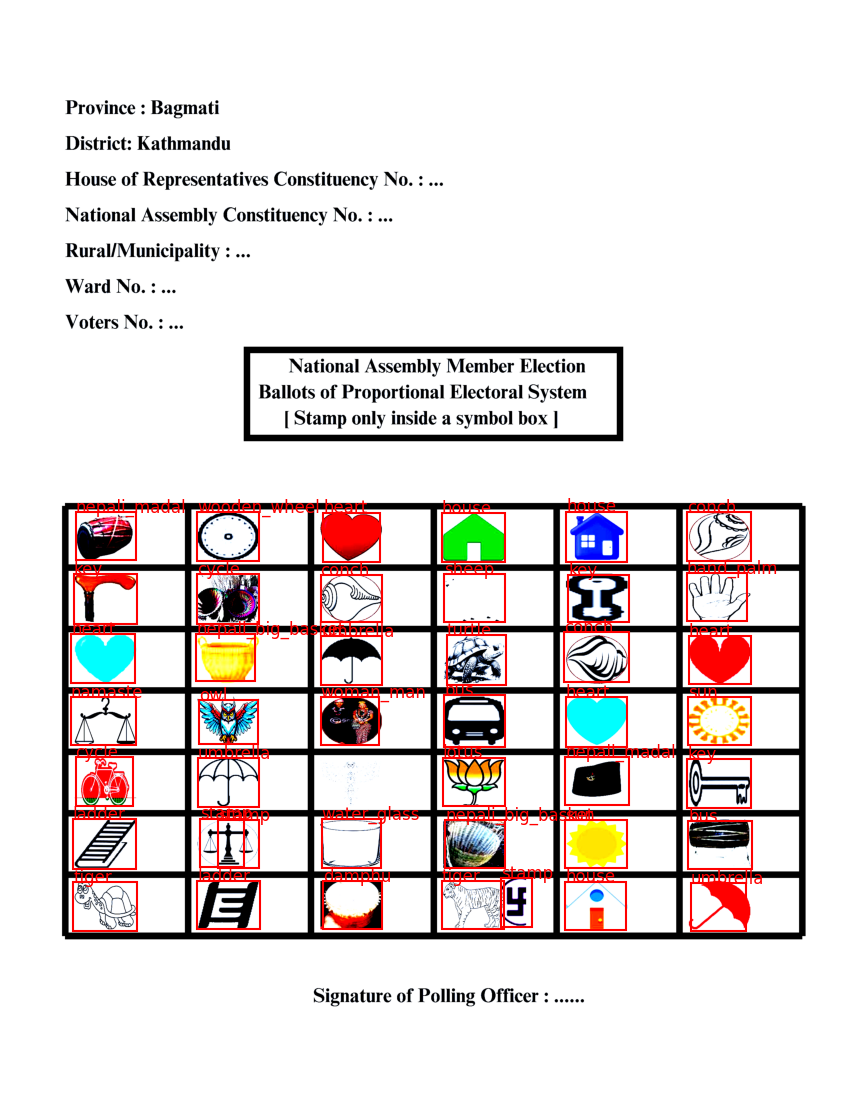 Province : Bagmati
District: Kathmandu
House of Representatives Constituency No. : ...
National Assembly Constituency No. : ...
Rural/Municipality : ...
Ward No. : ...
Voters No. : ...
National Assembly Member Election
Ballots of Proportional Electoral System
[ Stamp only inside a symbol box ]
nepali_madal wooden_wheel heart house house conch
key cycle conch sheep key hand_palm
heart nepali_big_basket umbrella turtle conch heart
namaste owl woman_man bus heart sun
cycle umbrella lotus nepali_madal key
ladder stamp water_glass nepali_big_basket sun bus
tiger ladder damphu tiger stamp house umbrella
Signature of Polling Officer : ......